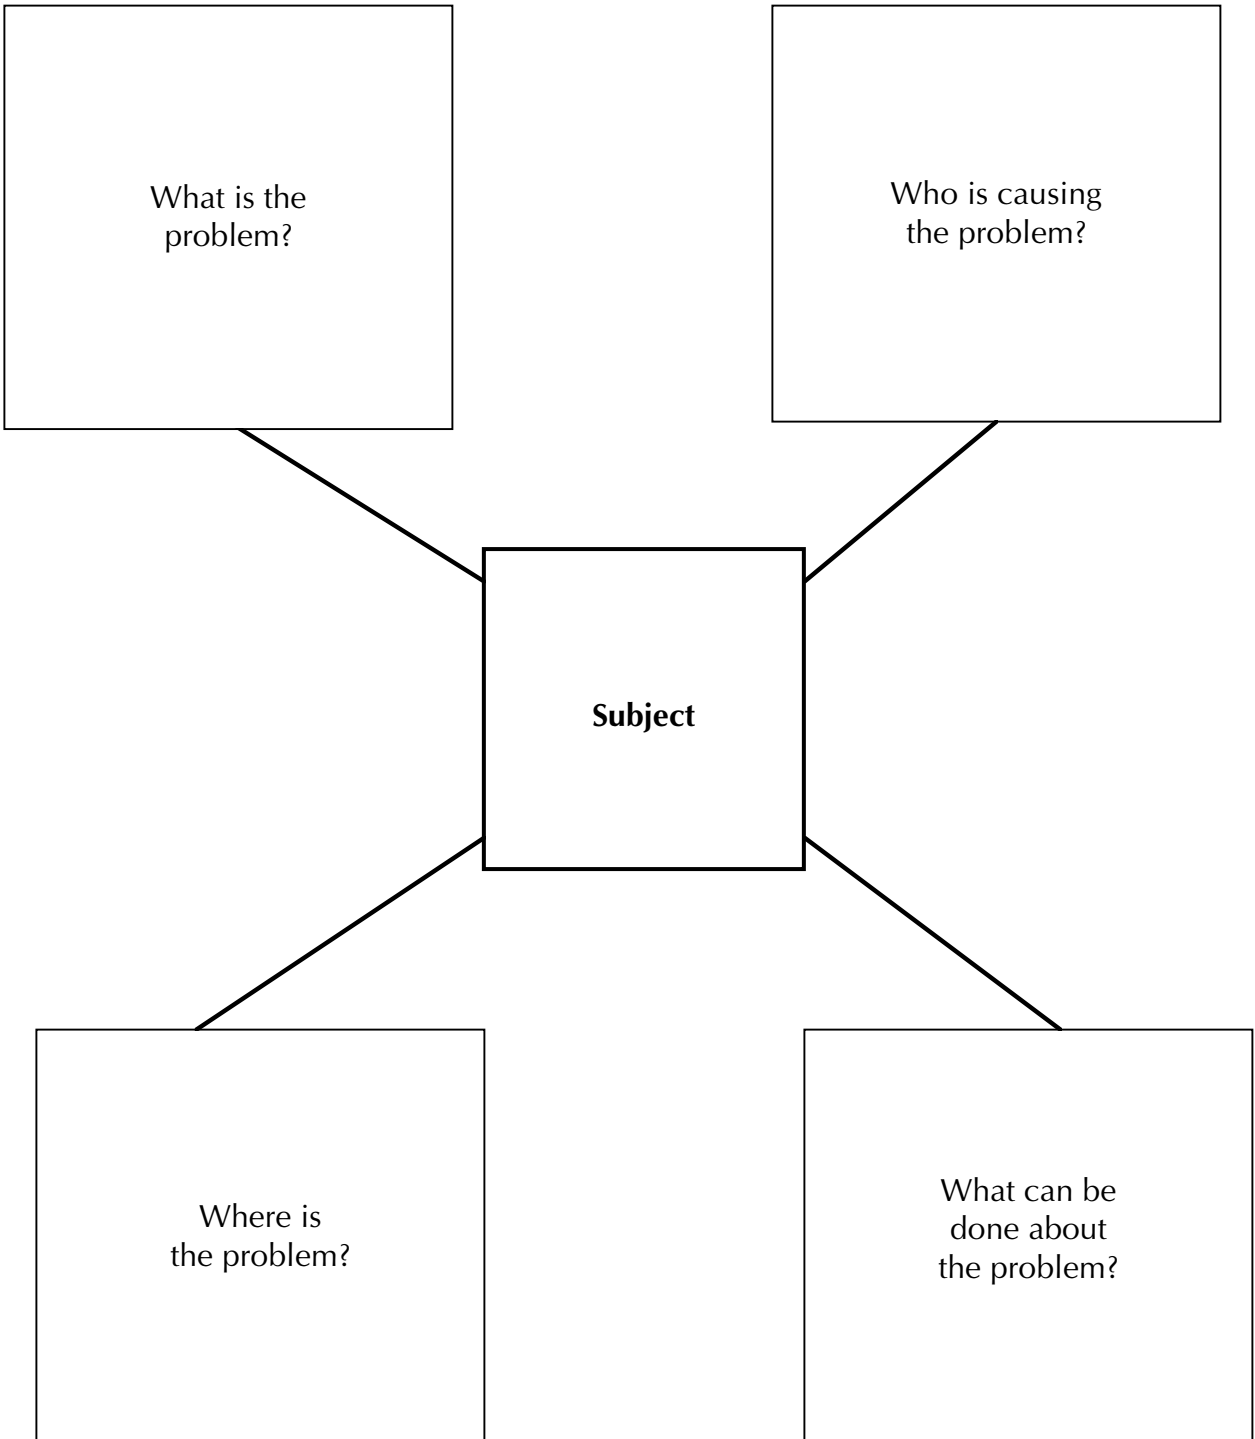 What is the
problem?
Who is causing
the problem?
Subject
Where is
the problem?
What can be
done about
the problem?